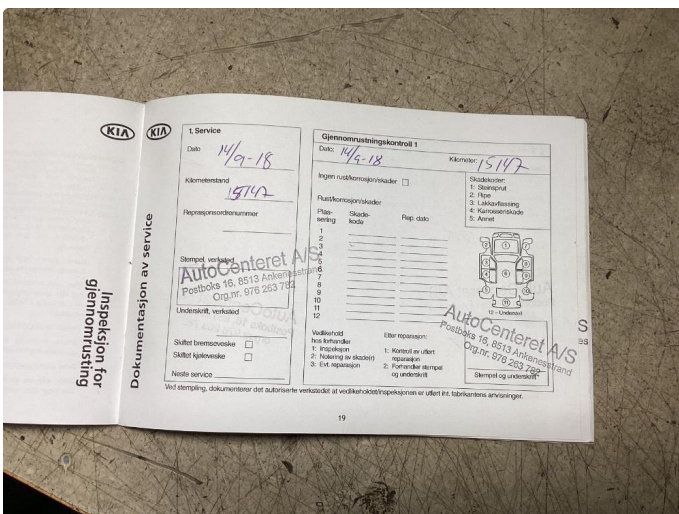 KIA
Inspeksjon for
gjennomrusting
KIA
Dokumentasjon av service
1. Service
Dato 14/9-18
Kilometerstand
15147
Reprasjonsordrenummer
Stempel, verksted
AutoCenteret A/S
Postboks 16, 8513 Ankenesstrand
Org.nr. 976 263 782
Underskrift, verksted
Skiftet bremsevæske
Skiftet kjølevæske
Neste service
Gjennomrustningskontroll 1
Dato: 14/9-18 Kilometer: 15147
Ingen rust/korrosjon/skader
Rust/korrosjon/skader
Plas-
sering
Skade-
koda
Rep. dato
1
2
3
4
5
6
7
8
9
10
11
12
Skadekoder:
1: Steinsprut
2: Ripe
3: Lakkavflassing
4: Karosseriskade
5: Annet
12 – Understell
Vedlikehold
hos forhandler
1: Inspeksjon
2: Notering av skade(r)
3: Evt. reparasjon
Etter reparasjon:
1: Kontroll av utført
reparasjon
2: Forhandler stempel
og underskrift
AutoCenteret A/S
Postboks 16, 8513 Ankenesstrand
Org.nr. 976 263 782
Stempel og underskrift
Ved stempling, dokumenterer det autoriserte verkstedet at vedlikeholdet/inspeksjonen er utført iht. fabrikantens anvisninger.
19